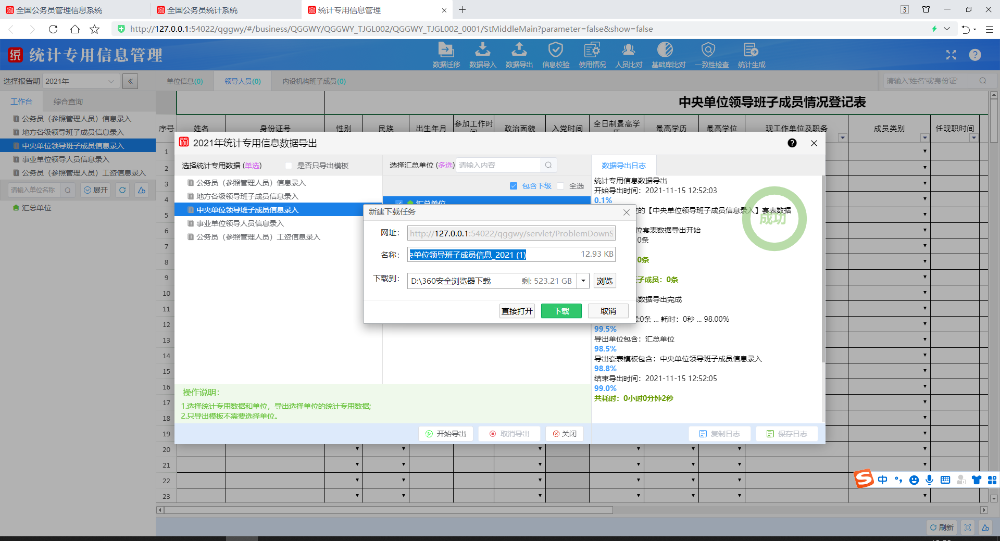 全国公务员管理信息系统
全国公务员统计系统
统计专用信息管理
3
http://127.0.0.1:54022/qggwy/#/business/QGGWY/QGGWY_TJGL002/QGGWY_TJGL002_0001/StMiddleMain?parameter=false&show=false
统 统计专用信息管理
数据迁移 数据导入 数据导出 信息校验 使用情况 人员比对 基础库比对 一致性检查 统计生成
选择报告期 2021年
单位信息(0) 领导人员(0) 内设机构班子成员(0)
请输入'姓名'或'身份证'
工作台 综合查询
公务员（参照管理人员）信息录入
地方各级领导班子成员信息录入
中央单位领导班子成员信息录入
事业单位领导人员信息录入
公务员（参照管理人员）工资信息录入
请输入单位名称 展开
汇总单位
中央单位领导班子成员情况登记表
序号 姓名 身份证号 性别 民族 出生年月 参加工作时间 政治面貌 入党时间 全日制最高学 最高学历 最高学位 现工作单位及职务 成员类别 任现职时间
1
2
3
4
5
6
7
8
9
10
11
12
13
14
15
16
17
18
19
20
21
22
23
2021年统计专用信息数据导出
选择统计专用数据 (单选) 是否只导出模板
公务员（参照管理人员）信息录入
地方各级领导班子成员信息录入
中央单位领导班子成员信息录入
事业单位领导人员信息录入
公务员（参照管理人员）工资信息录入
选择汇总单位 (多选) 请输入内容
包含下级 全选
汇总单位
数据导出日志
统计专用信息数据导出
开始导出时间：2021-11-15 12:52:03
0.1%
的【中央单位领导班子成员信息录入】套表数据
位套表数据导出开始
0条
0条
子成员：0条
数据导出完成
:0条 ... 耗时：0秒 ... 98.00%
99.5%
导出单位包含：汇总单位
98.5%
导出套表模板包含：中央单位领导班子成员信息录入
98.8%
结束导出时间：2021-11-15 12:52:05
99.0%
共耗时：0小时0分钟2秒
成功
新建下载任务
网址： http://127.0.0.1:54022/qggwy/servlet/ProblemDownS
名称： 央单位领导班子成员信息_2021 (1) 12.93 KB
下载到： D:\360安全浏览器下载 剩: 523.21 GB 浏览
直接打开 下载 取消
操作说明：
1.选择统计专用数据和单位，导出选择单位的统计专用数据;
2.只导出模板不需要选择单位。
开始导出 取消导出 关闭
复制日志 保存日志
中
刷新